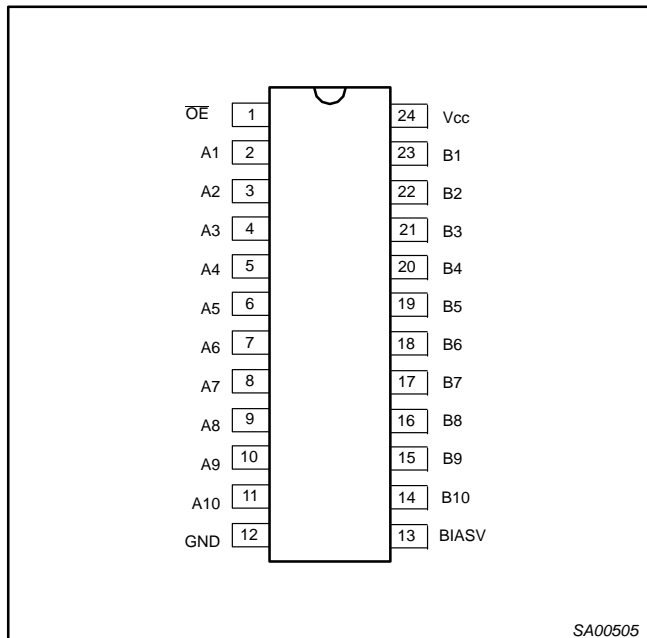 O̅E̅ 1 24 Vcc
A1 2 23 B1
A2 3 22 B2
A3 4 21 B3
A4 5 20 B4
A5 6 19 B5
A6 7 18 B6
A7 8 17 B7
A8 9 16 B8
A9 10 15 B9
A10 11 14 B10
GND 12 13 BIASV
SA00505